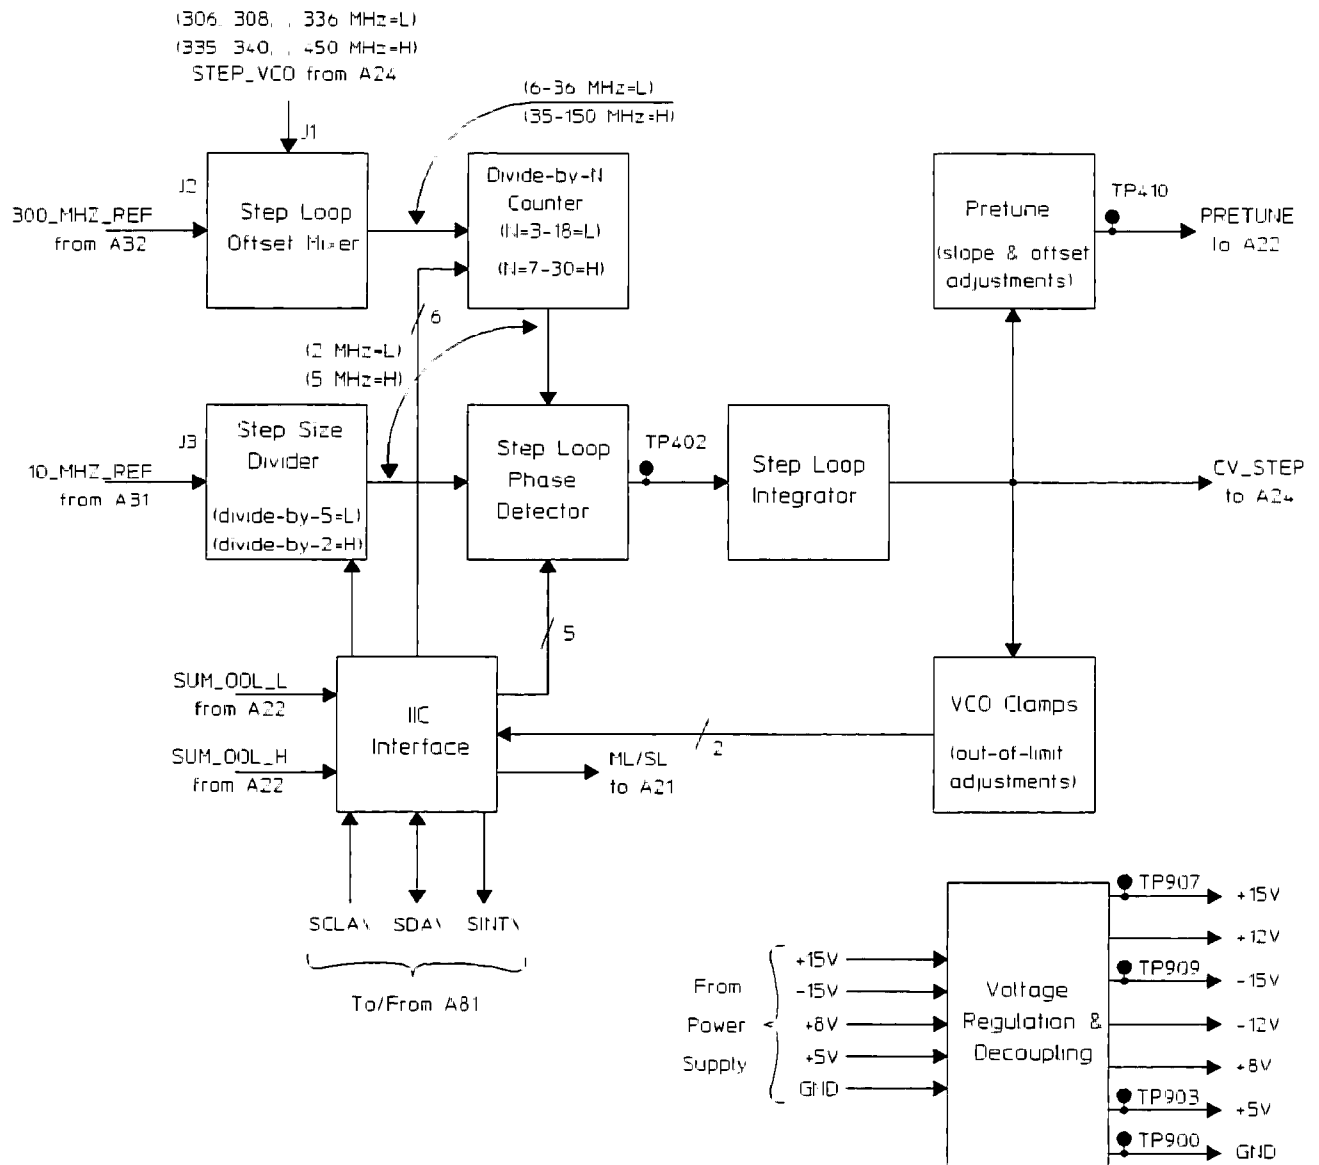 (306, 308, , 336 MHz=L)
(335, 340, , 450 MHz=H)
STEP_VCO from A24
J1
(6-36 MHz=L)
(35-150 MHz=H)
J2
300_MHZ_REF
from A32
Step Loop
Offset Mixer
Divide-by-N
Counter
(N=3-18=L)
(N=7-30=H)
Pretune
(slope & offset
adjustments)
TP410
PRETUNE
to A22
6
(2 MHz=L)
(5 MHz=H)
J3
10_MHZ_REF
from A31
Step Size
Divider
(divide-by-5=L)
(divide-by-2=H)
Step Loop
Phase
Detector
TP402
Step Loop
Integrator
CV_STEP
to A24
5
SUM_OOL_L
from A22
SUM_OOL_H
from A22
IIC
Interface
2
ML/SL
to A21
VCO Clamps
(out-of-limit
adjustments)
SCLA\ SDA\ SINT\
To/From A81
From
Power
Supply
+15V
-15V
+8V
+5V
GND
Voltage
Regulation &
Decoupling
TP907
+15V
+12V
TP909
-15V
-12V
+8V
TP903
+5V
TP900
GND